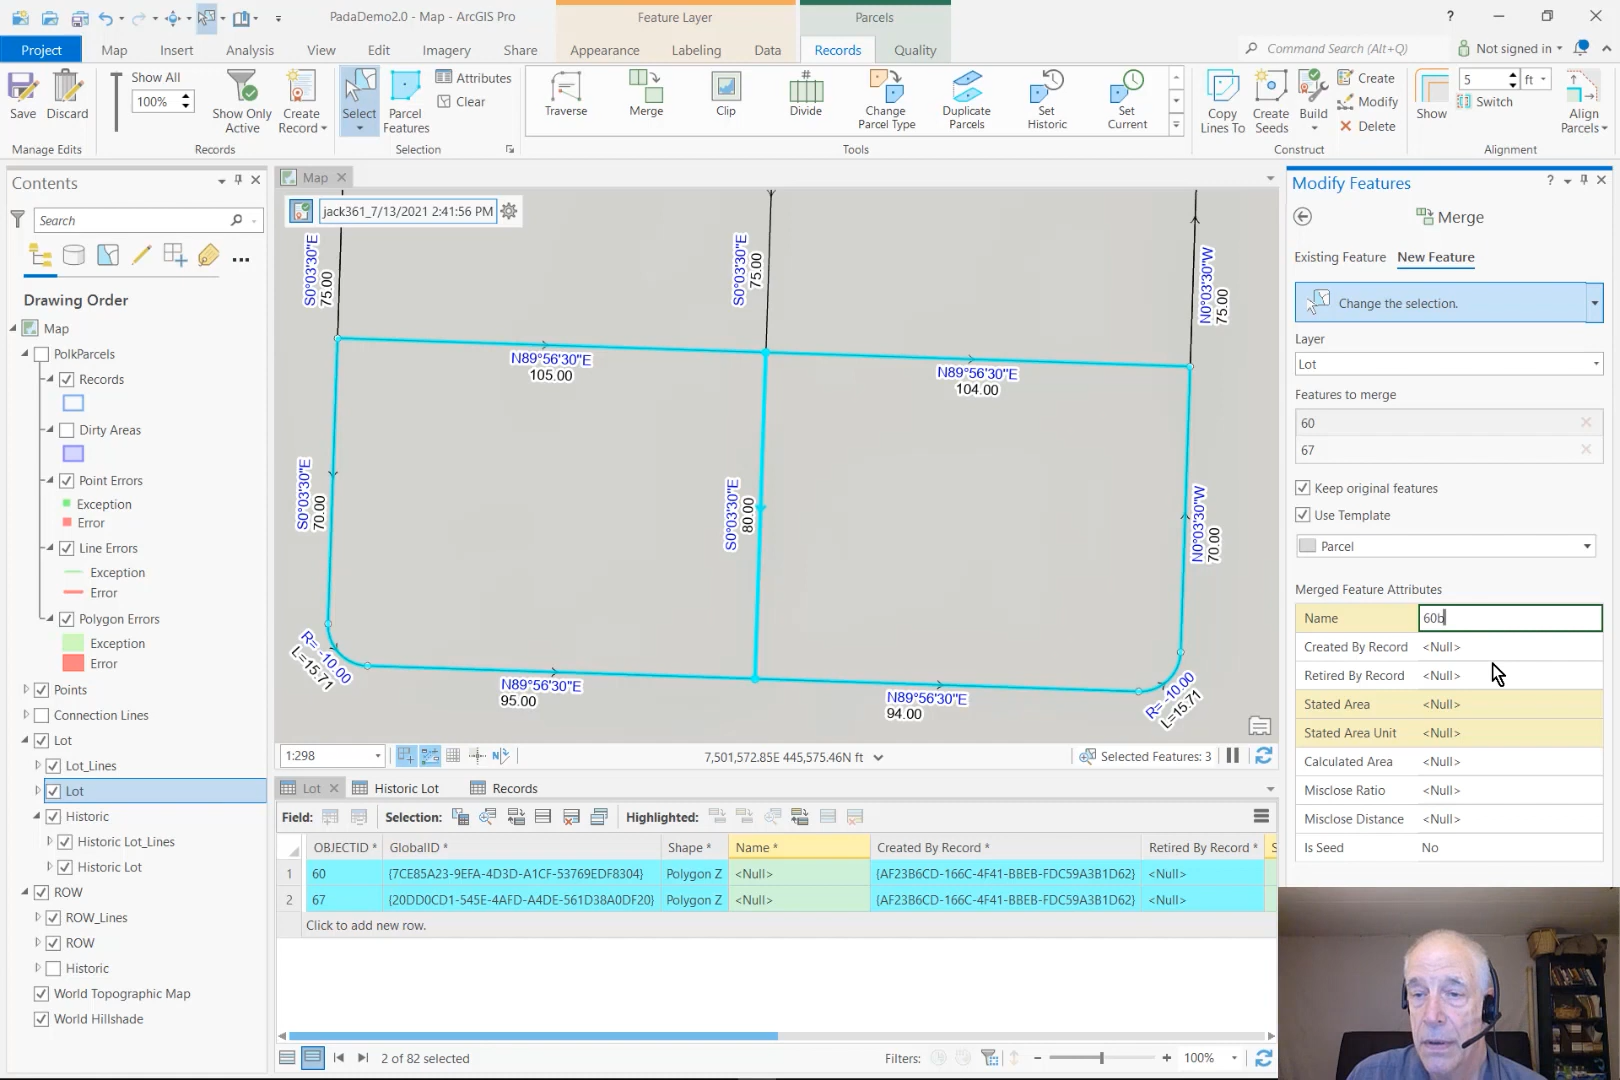 PadaDemo2.0 - Map - ArcGIS Pro
Feature Layer
Parcels
?
Project
Map
Insert
Analysis
View
Edit
Imagery
Share
Appearance
Labeling
Data
Records
Quality
Command Search (Alt+Q)
Not signed in
Save
Discard
Manage Edits
Show All
100%
Show Only
Active
Create
Record
Records
Select
Parcel
Features
Attributes
Clear
Selection
Traverse
Merge
Clip
Divide
Change
Parcel Type
Duplicate
Parcels
Set
Historic
Set
Current
Tools
Copy
Lines To
Create
Seeds
Build
Create
Modify
Delete
Construct
Show
5
ft
Switch
Align
Parcels
Alignment
Contents
Search
Drawing Order
Map
PolkParcels
Records
Dirty Areas
Point Errors
Exception
Error
Line Errors
Exception
Error
Polygon Errors
Exception
Error
Points
Connection Lines
Lot
Lot_Lines
Lot
Historic
Historic Lot_Lines
Historic Lot
ROW
ROW_Lines
ROW
Historic
World Topographic Map
World Hillshade
Map
jack361_7/13/2021 2:41:56 PM
S0°03'30"E
75.00
S0°03'30"E
75.00
N0°03'30"W
75.00
N89°56'30"E
105.00
N89°56'30"E
104.00
S0°03'30"E
70.00
S0°03'30"E
80.00
N0°03'30"W
70.00
R= -10.00
L=15.71
N89°56'30"E
95.00
N89°56'30"E
94.00
R= -10.00
L=15.71
1:298
7,501,572.85E 445,575.46N ft
Selected Features: 3
Lot
Historic Lot
Records
Field:
Selection:
Highlighted:
OBJECTID * GlobalID * Shape * Name * Created By Record * Retired By Record * S
1 60 {7CE85A23-9EFA-4D3D-A1CF-53769EDF8304} Polygon Z <Null> {AF23B6CD-166C-4F41-BBEB-FDC59A3B1D62} <Null>
2 67 {20DD0CD1-545E-4AFD-A4DE-561D38A0DF20} Polygon Z <Null> {AF23B6CD-166C-4F41-BBEB-FDC59A3B1D62} <Null>
Click to add new row.
2 of 82 selected
Filters:
100%
Modify Features
?
Merge
Existing Feature
New Feature
Change the selection.
Layer
Lot
Features to merge
60
67
Keep original features
Use Template
Parcel
Merged Feature Attributes
Name 60b
Created By Record <Null>
Retired By Record <Null>
Stated Area <Null>
Stated Area Unit <Null>
Calculated Area <Null>
Misclose Ratio <Null>
Misclose Distance <Null>
Is Seed No